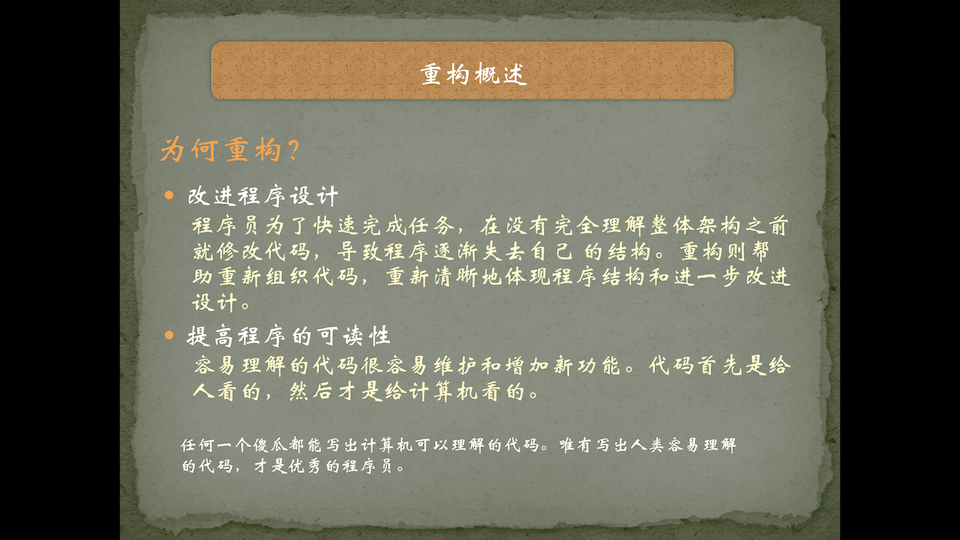 重构概述
为何重构?
• 改进程序设计
程序员为了快速完成任务，在没有完全理解整体架构之前
就修改代码，导致程序逐渐失去自己 的结构。重构则帮
助重新组织代码，重新清晰地体现程序结构和进一步改进
设计。
• 提高程序的可读性
容易理解的代码很容易维护和增加新功能。代码首先是给
人看的，然后才是给计算机看的。
任何一个傻瓜都能写出计算机可以理解的代码。唯有写出人类容易理解
的代码，才是优秀的程序员。